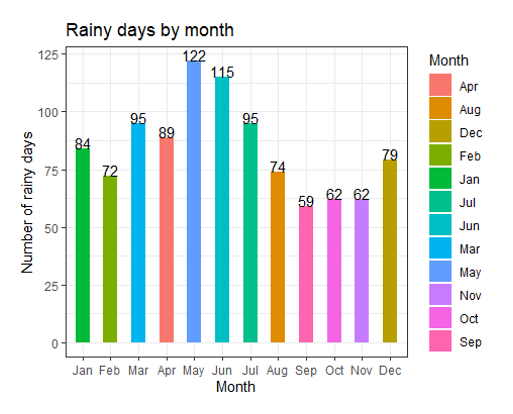 Rainy days by month
Number of rainy days
125
100
75
50
25
0
84
72
95
89
122
115
95
74
59
62
62
79
Jan Feb Mar Apr May Jun Jul Aug Sep Oct Nov Dec
Month
Month
Apr
Aug
Dec
Feb
Jan
Jul
Jun
Mar
May
Nov
Oct
Sep